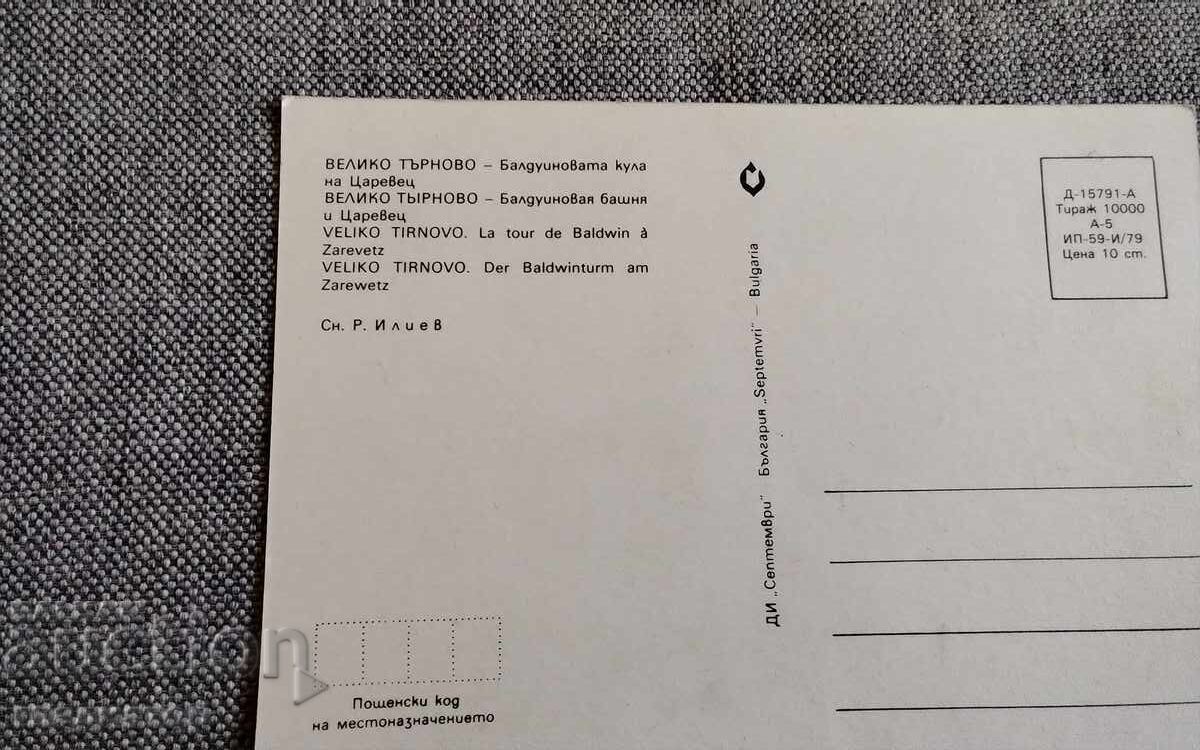 ВЕЛИКО ТЪРНОВО – Балдуиновата кула
на Царевец
ВЕЛИКО ТЫРНОВО – Балдуиновая башня
и Царевец
VELIKO TIRNOVO. La tour de Baldwin à
Zarevetz
VELIKO TIRNOVO. Der Baldwinturm am
Zarewetz
Сн. Р. Илиев
Пощенски код
на местоназначението
ДИ „Септември" България „Septemvri" – Bulgaria
Д-15791-А
Тираж 10000
А-5
ИП-59-И/79
Цена 10 ст.
arction